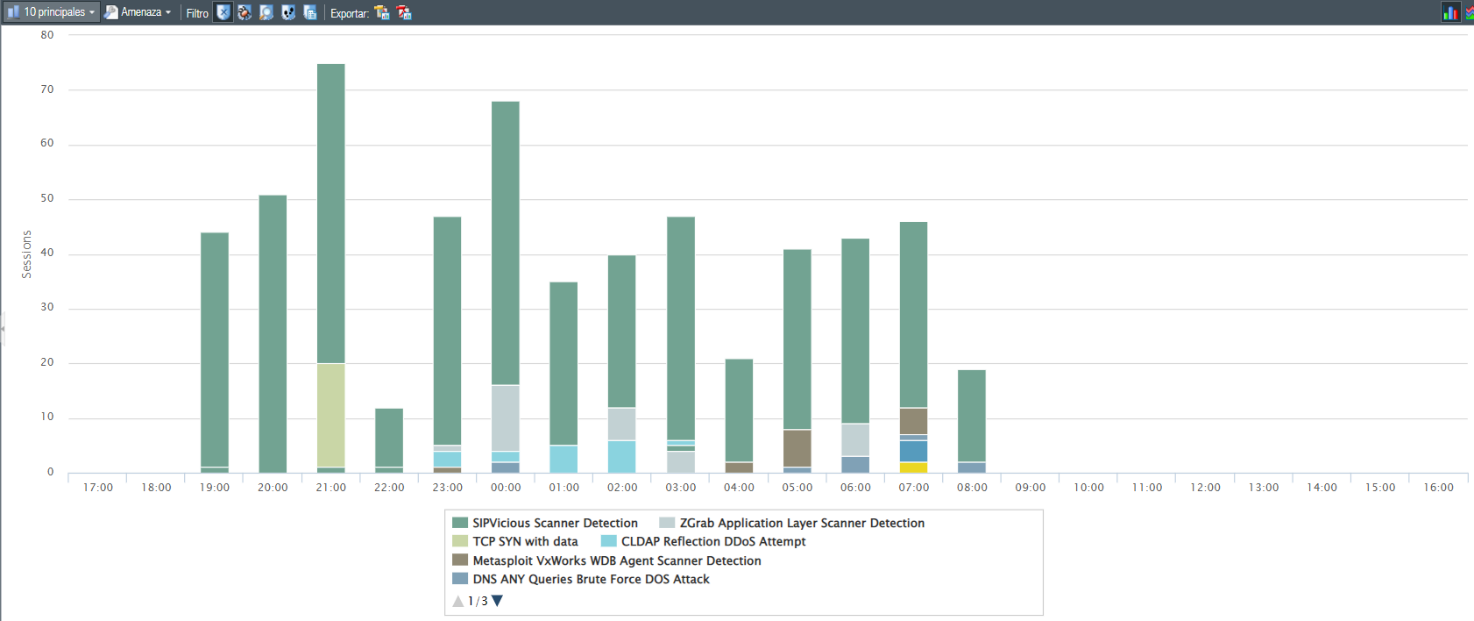 10 principales Amenaza Filtro Exportar:
80
70
60
50
40
30
20
10
0
Sessions
17:00 18:00 19:00 20:00 21:00 22:00 23:00 00:00 01:00 02:00 03:00 04:00 05:00 06:00 07:00 08:00 09:00 10:00 11:00 12:00 13:00 14:00 15:00 16:00
SIPVicious Scanner Detection ZGrab Application Layer Scanner Detection
TCP SYN with data CLDAP Reflection DDoS Attempt
Metasploit VxWorks WDB Agent Scanner Detection
DNS ANY Queries Brute Force DOS Attack
1/3